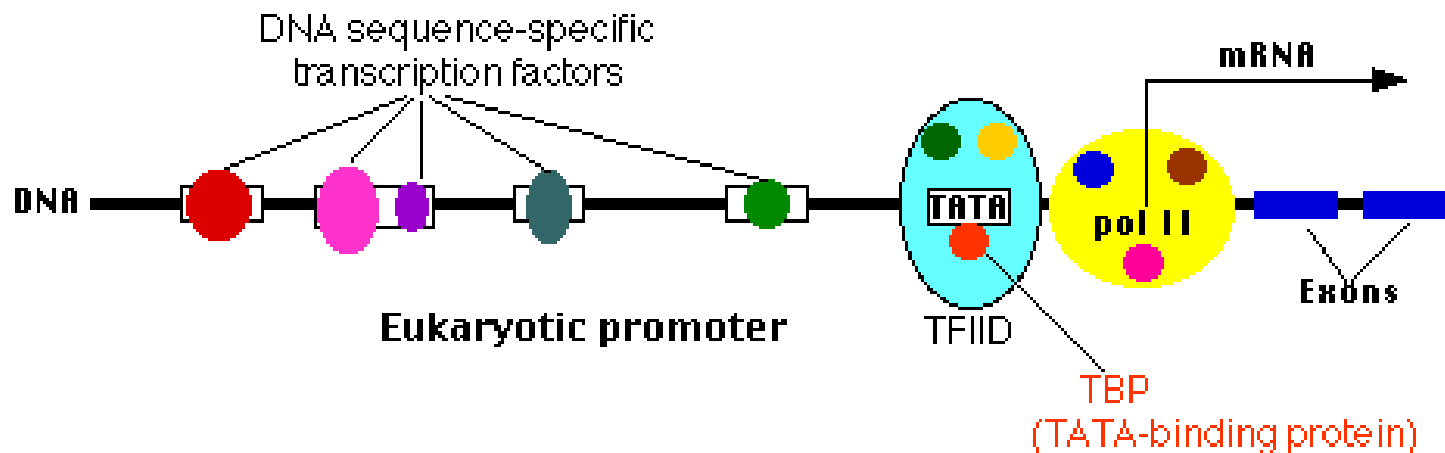 DNA sequence-specific
transcription factors
mRNA
DNA
TATA
pol II
Exons
Eukaryotic promoter
TFIID
TBP
(TATA-binding protein)